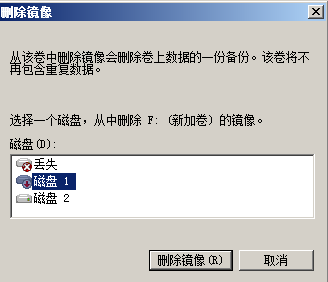 删除镜像
从该卷中删除镜像会删除卷上数据的一份备份。该卷将不
再包含重复数据。
选择一个磁盘，从中删除 F: (新加卷) 的镜像。
磁盘(D):
丢失
磁盘 1
磁盘 2
删除镜像(R)
取消